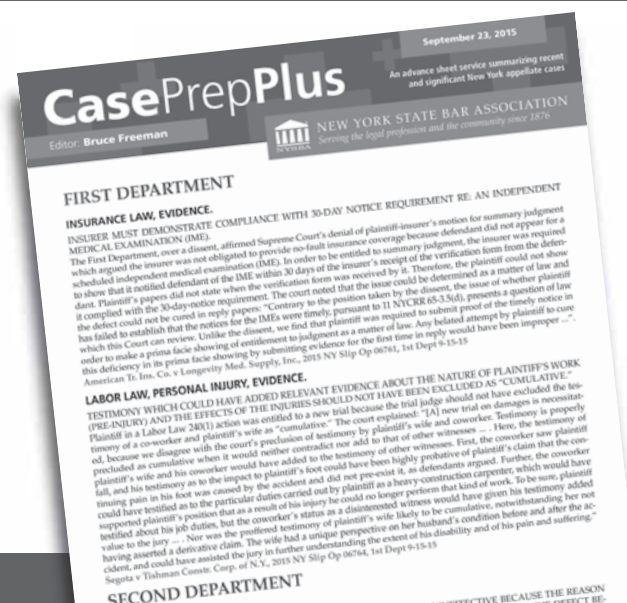 September 23, 2015
CasePrepPlus
An advance sheet service summarizing recent
and significant New York appellate cases
Editor: Bruce Freeman
NYSBA
NEW YORK STATE BAR ASSOCIATION
Serving the legal profession and the community since 1876
FIRST DEPARTMENT
INSURANCE LAW, EVIDENCE.
INSURER MUST DEMONSTRATE COMPLIANCE WITH 30-DAY NOTICE REQUIREMENT RE: AN INDEPENDENT
MEDICAL EXAMINATION (IME).
The First Department, over a dissent, affirmed Supreme Court's denial of plaintiff-insurer's motion for summary judgment
which argued the insurer was not obligated to provide no-fault insurance coverage because defendant did not appear for a
scheduled independent medical examination (IME). In order to be entitled to summary judgment, the insurer was required
to show that it notified defendant of the IME within 30 days of the insurer's receipt of the verification form from the defen-
dant. Plaintiff's papers did not state when the verification form was received by it. Therefore, the plaintiff could not show
it complied with the 30-day-notice requirement. The court noted that the issue could be determined as a matter of law and
the defect could not be cured in reply papers: "Contrary to the position taken by the dissent, the issue of whether plaintiff
has failed to establish that the notices for the IMEs were timely, pursuant to 11 NYCRR 65-3.5(d), presents a question of law
which this Court can review. Unlike the dissent, we find that plaintiff was required to submit proof of the timely notice in
order to make a prima facie showing of entitlement to judgment as a matter of law. Any belated attempt by plaintiff to cure
this deficiency in its prima facie showing by submitting evidence for the first time in reply would have been improper ...".
American Tr. Ins. Co. v Longevity Med. Supply, Inc., 2015 NY Slip Op 06761, 1st Dept 9-15-15
LABOR LAW, PERSONAL INJURY, EVIDENCE.
TESTIMONY WHICH COULD HAVE ADDED RELEVANT EVIDENCE ABOUT THE NATURE OF PLAINTIFF'S WORK
(PRE-INJURY) AND THE EFFECTS OF THE INJURIES SHOULD NOT HAVE BEEN EXCLUDED AS "CUMULATIVE."
Plaintiff in a Labor Law 240(1) action was entitled to a new trial because the trial judge should not have excluded the tes-
timony of a co-worker and plaintiff's wife as "cumulative." The court explained: "[A] new trial on damages is necessitat-
ed, because we disagree with the court's preclusion of testimony by plaintiff's wife and coworker. Testimony is properly
precluded as cumulative when it would neither contradict nor add to that of other witnesses ... . Here, the testimony of
plaintiff's wife and his coworker would have added to the testimony of other witnesses. First, the coworker saw plaintiff
fall, and his testimony as to the impact to plaintiff's foot could have been highly probative of plaintiff's claim that the con-
tinuing pain in his foot was caused by the accident and did not pre-exist it, as defendants argued. Further, the coworker
could have testified as to the particular duties carried out by plaintiff as a heavy-construction carpenter, which would have
supported plaintiff's position that as a result of his injury he could no longer perform that kind of work. To be sure, plaintiff
testified about his job duties, but the coworker's status as a disinterested witness would have given his testimony added
value to the jury ... . Nor was the proffered testimony of plaintiff's wife likely to be cumulative, notwithstanding her not
having asserted a derivative claim. The wife had a unique perspective on her husband's condition before and after the ac-
cident, and could have assisted the jury in further understanding the extent of his disability and of his pain and suffering."
Segota v Tishman Constr. Corp. of N.Y., 2015 NY Slip Op 06764, 1st Dept 9-15-15
SECOND DEPARTMENT
BECAUSE THE REASON
DEFECT BE-